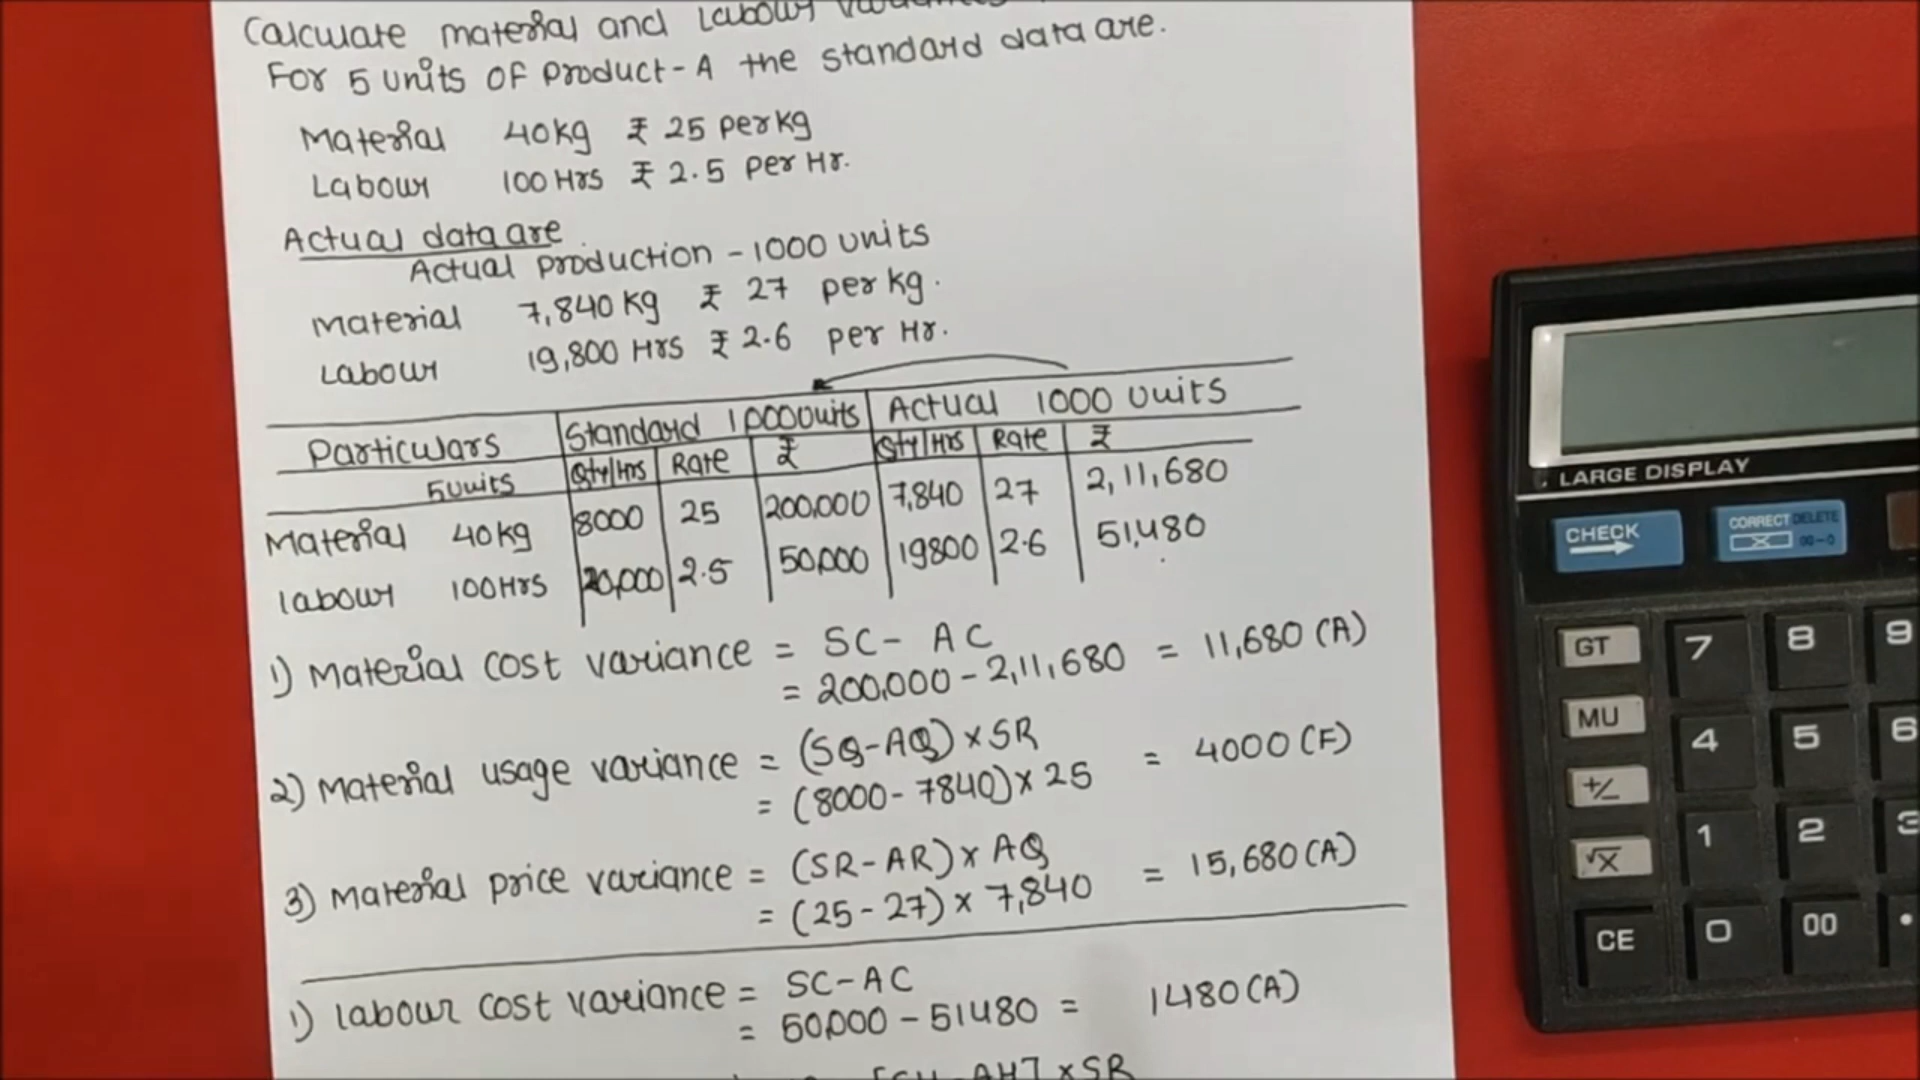 Calculate material and Labour
For 5 units of Product-A the standard data are.
Material 40kg ₹ 25 per kg
Labour 100 Hrs ₹ 2.5 per Hr.
Actual data are
Actual production - 1000 units
Material 7,840 kg ₹ 27 per kg.
Labour 19,800 Hrs ₹ 2.6 per Hr.
Particulars Standard 1000 units Actual 1000 units
5 units Qty/Hrs Rate ₹ Qty/Hrs Rate ₹
Material 40kg 8000 25 200,000 7,840 27 2,11,680
labour 100 Hrs 20,000 2.5 50,000 19800 2.6 51,480
1) Material cost variance = SC - AC
= 200,000 - 2,11,680 = 11,680 (A)
2) Material usage variance = (SQ-AQ) x SR
= (8000 - 7840) x 25 = 4000 (F)
3) Material price variance = (SR-AR) x AQ
= (25 - 27) x 7,840 = 15,680 (A)
1) labour cost variance = SC-AC
= 50,000 - 51480 = 1480 (A)
AH] x SR
LARGE DISPLAY
CHECK
CORRECT DELETE
00→0
GT 7 8 9
MU 4 5 6
+/- 1 2 3
√x
CE 0 00 •